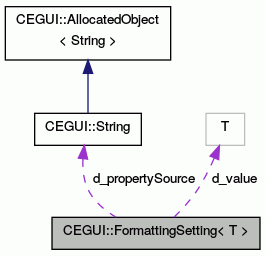 CEGUI::AllocatedObject
< String >
CEGUI::String
T
d_propertySource
d_value
CEGUI::FormattingSetting< T >